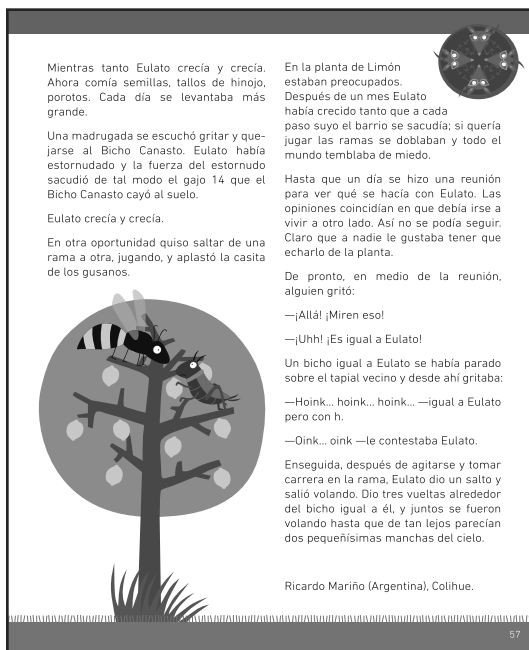 Mientras tanto Eulato crecía y crecía.
Ahora comía semillas, tallos de hinojo,
porotos. Cada día se levantaba más
grande.
Una madrugada se escuchó gritar y que-
jarse al Bicho Canasto. Eulato había
estornudado y la fuerza del estornudo
sacudió de tal modo el gajo 14 que el
Bicho Canasto cayó al suelo.
Eulato crecía y crecía.
En otra oportunidad quiso saltar de una
rama a otra, jugando, y aplastó la casita
de los gusanos.
En la planta de Limón
estaban preocupados.
Después de un mes Eulato
había crecido tanto que a cada
paso suyo el barrio se sacudía; si quería
jugar las ramas se doblaban y todo el
mundo temblaba de miedo.
Hasta que un día se hizo una reunión
para ver qué se hacía con Eulato. Las
opiniones coincidían en que debía irse a
vivir a otro lado. Así no se podía seguir.
Claro que a nadie le gustaba tener que
echarlo de la planta.
De pronto, en medio de la reunión,
alguien gritó:
—¡Allá! ¡Miren eso!
—¡Uhh! ¡Es igual a Eulato!
Un bicho igual a Eulato se había parado
sobre el tapial vecino y desde ahí gritaba:
—Hoink... hoink... hoink... —igual a Eulato
pero con h.
—Oink... oink —le contestaba Eulato.
Enseguida, después de agitarse y tomar
carrera en la rama, Eulato dio un salto y
salió volando. Dio tres vueltas alrededor
del bicho igual a él, y juntos se fueron
volando hasta que de tan lejos parecían
dos pequeñísimas manchas del cielo.
Ricardo Mariño (Argentina), Colihue.
57